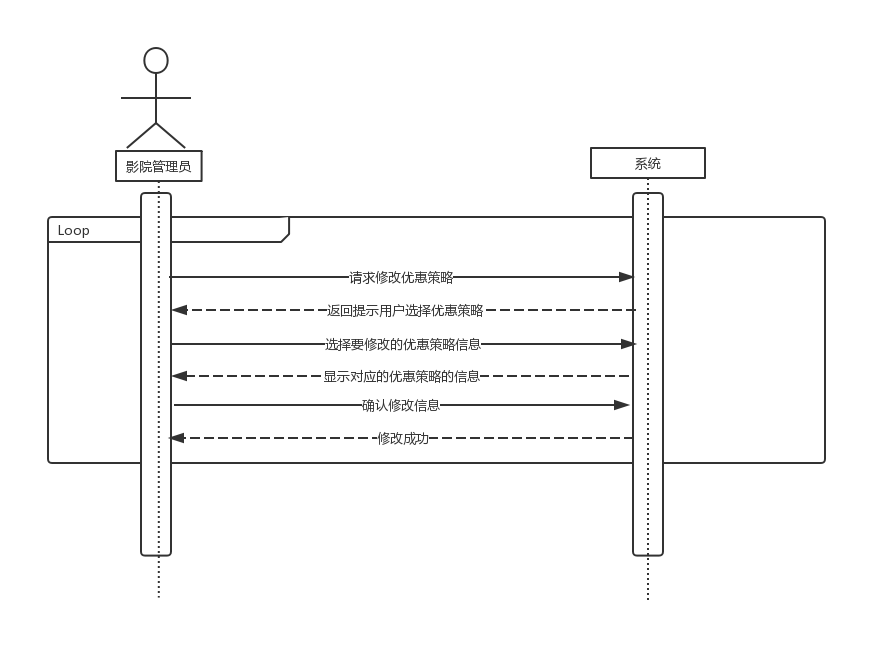 影院管理员
系统
Loop
请求修改优惠策略
返回提示用户选择优惠策略
选择要修改的优惠策略信息
显示对应的优惠策略的信息
确认修改信息
修改成功